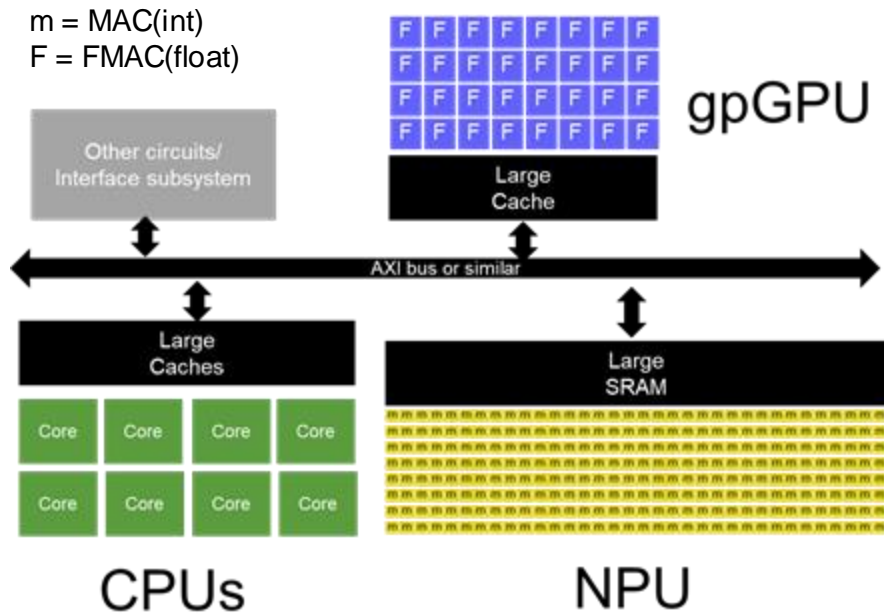 m = MAC(int)
F = FMAC(float)
F F F F F F F F
F F F F F F F F
F F F F F F F F
F F F F F F F F
gpGPU
Other circuits/
Interface subsystem
Large
Cache
AXI bus or similar
Large
Caches
Large
SRAM
Core Core Core Core
Core Core Core Core
m m m m m m m m m m m m m m m m m m m m m m m m m m m m m m m m m
m m m m m m m m m m m m m m m m m m m m m m m m m m m m m m m m m
m m m m m m m m m m m m m m m m m m m m m m m m m m m m m m m m m
m m m m m m m m m m m m m m m m m m m m m m m m m m m m m m m m m
m m m m m m m m m m m m m m m m m m m m m m m m m m m m m m m m m
m m m m m m m m m m m m m m m m m m m m m m m m m m m m m m m m m
m m m m m m m m m m m m m m m m m m m m m m m m m m m m m m m m m
m m m m m m m m m m m m m m m m m m m m m m m m m m m m m m m m m
CPUs
NPU